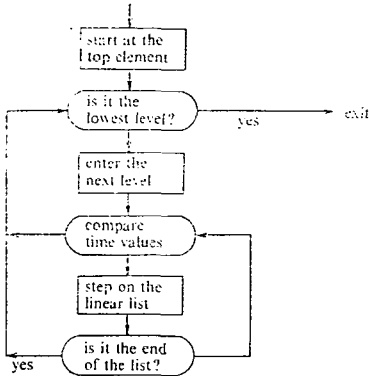 start at the
top element
is it the
lowest level?
yes
exit
enter the
next level
compare
time values
step on the
linear list
is it the end
of the list?
yes